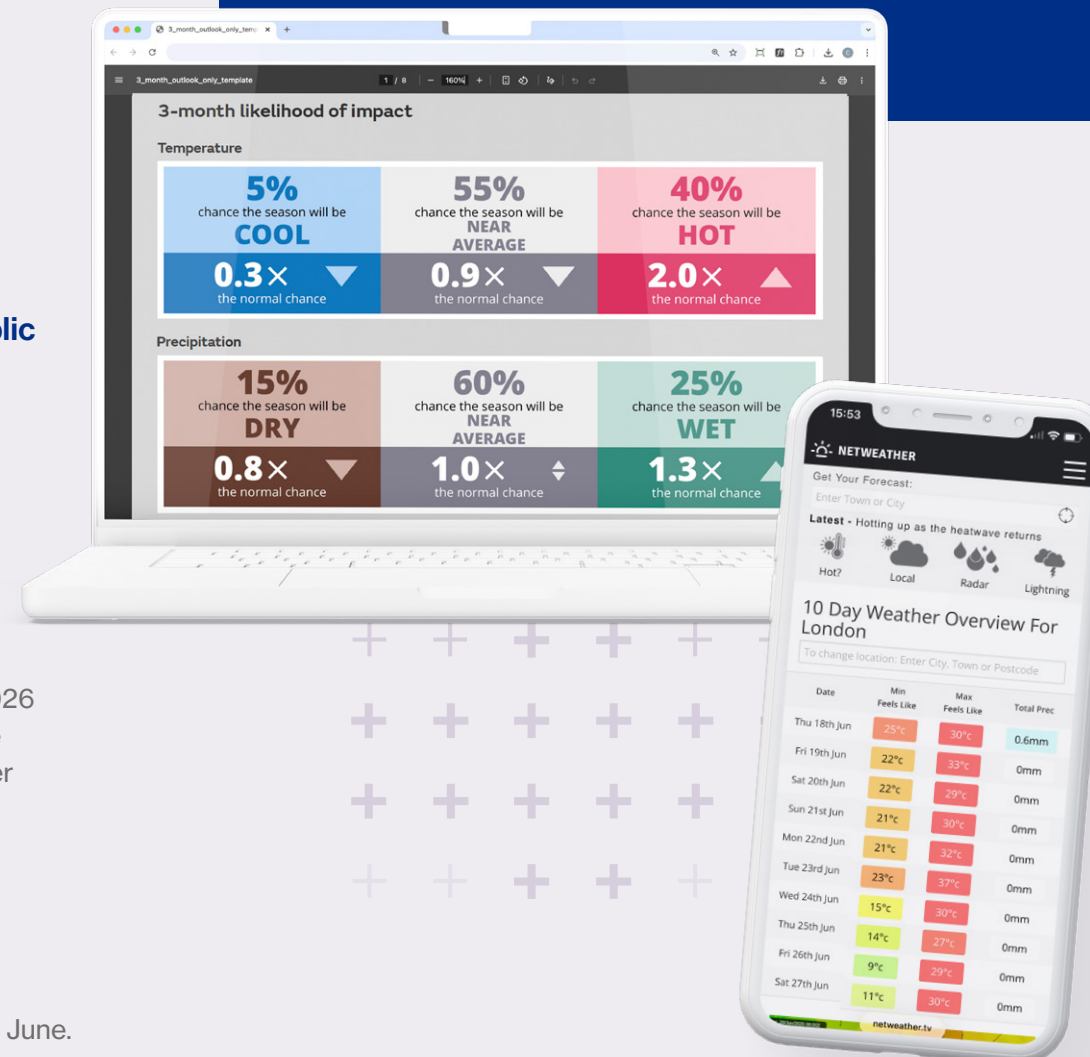 3_month_outlook_only_temp
3_month_outlook_only_template
1 / 8
160%
3-month likelihood of impact
Temperature
5%
chance the season will be
COOL
0.3×
the normal chance
55%
chance the season will be
NEAR
AVERAGE
0.9×
the normal chance
40%
chance the season will be
HOT
2.0×
the normal chance
Precipitation
15%
chance the season will be
DRY
0.8×
the normal chance
60%
chance the season will be
NEAR
AVERAGE
1.0×
the normal chance
25%
chance the season will be
WET
1.3×
the normal chance
15:53
NETWEATHER
Get Your Forecast:
Enter Town or City
Latest - Hotting up as the heatwave returns
Hot? Local Radar Lightning
10 Day Weather Overview For
London
To change location: Enter City, Town or Postcode
Date Min Feels Like Max Feels Like Total Prec
Thu 18th Jun 25°c 30°c 0.6mm
Fri 19th Jun 22°c 33°c 0mm
Sat 20th Jun 22°c 29°c 0mm
Sun 21st Jun 21°c 30°c 0mm
Mon 22nd Jun 21°c 32°c 0mm
Tue 23rd Jun 23°c 37°c 0mm
Wed 24th Jun 15°c 30°c 0mm
Thu 25th Jun 14°c 27°c 0mm
Fri 26th Jun 9°c 29°c 0mm
Sat 27th Jun 11°c 30°c 0mm
netweather.tv
June.